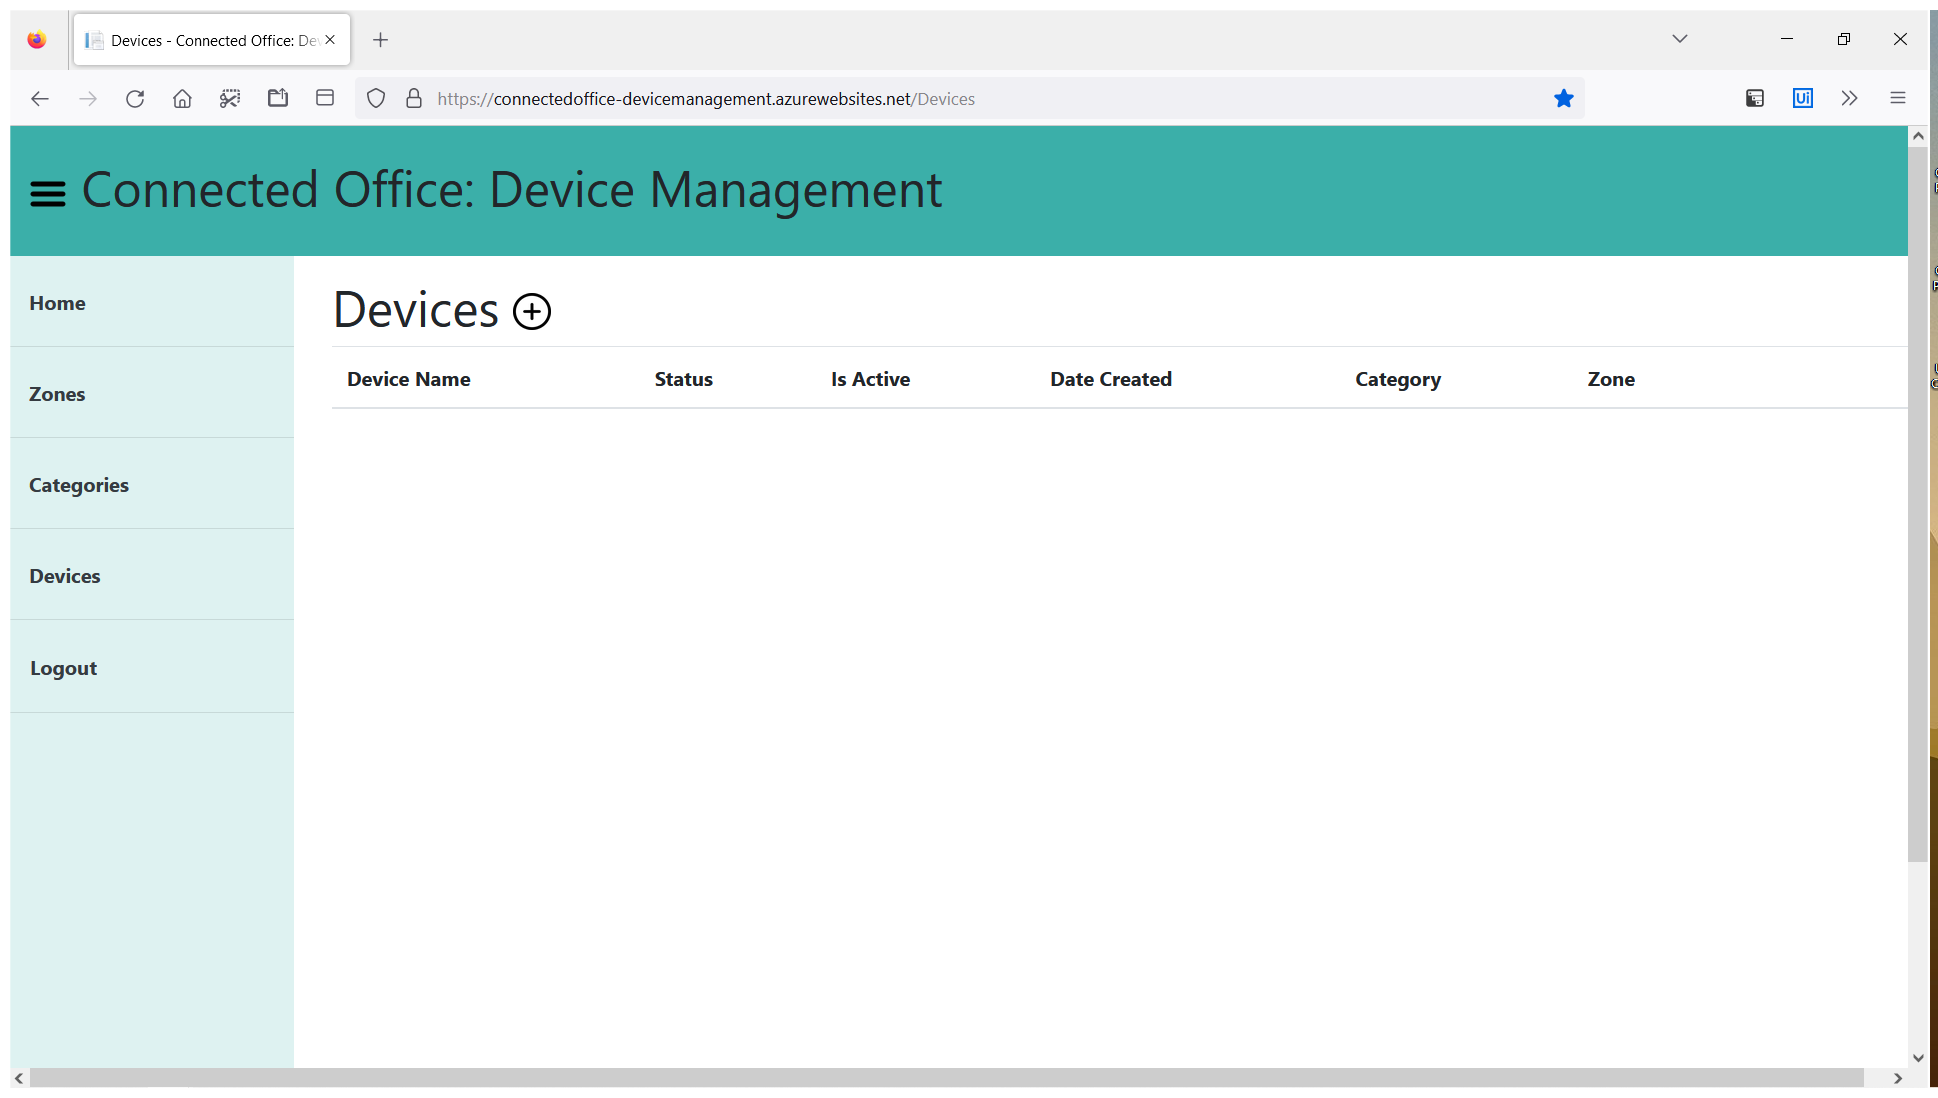 Devices - Connected Office: De
https://connectedoffice-devicemanagement.azurewebsites.net/Devices
Ui
Connected Office: Device Management
Home
Zones
Categories
Devices
Logout
Devices
Device Name Status Is Active Date Created Category Zone